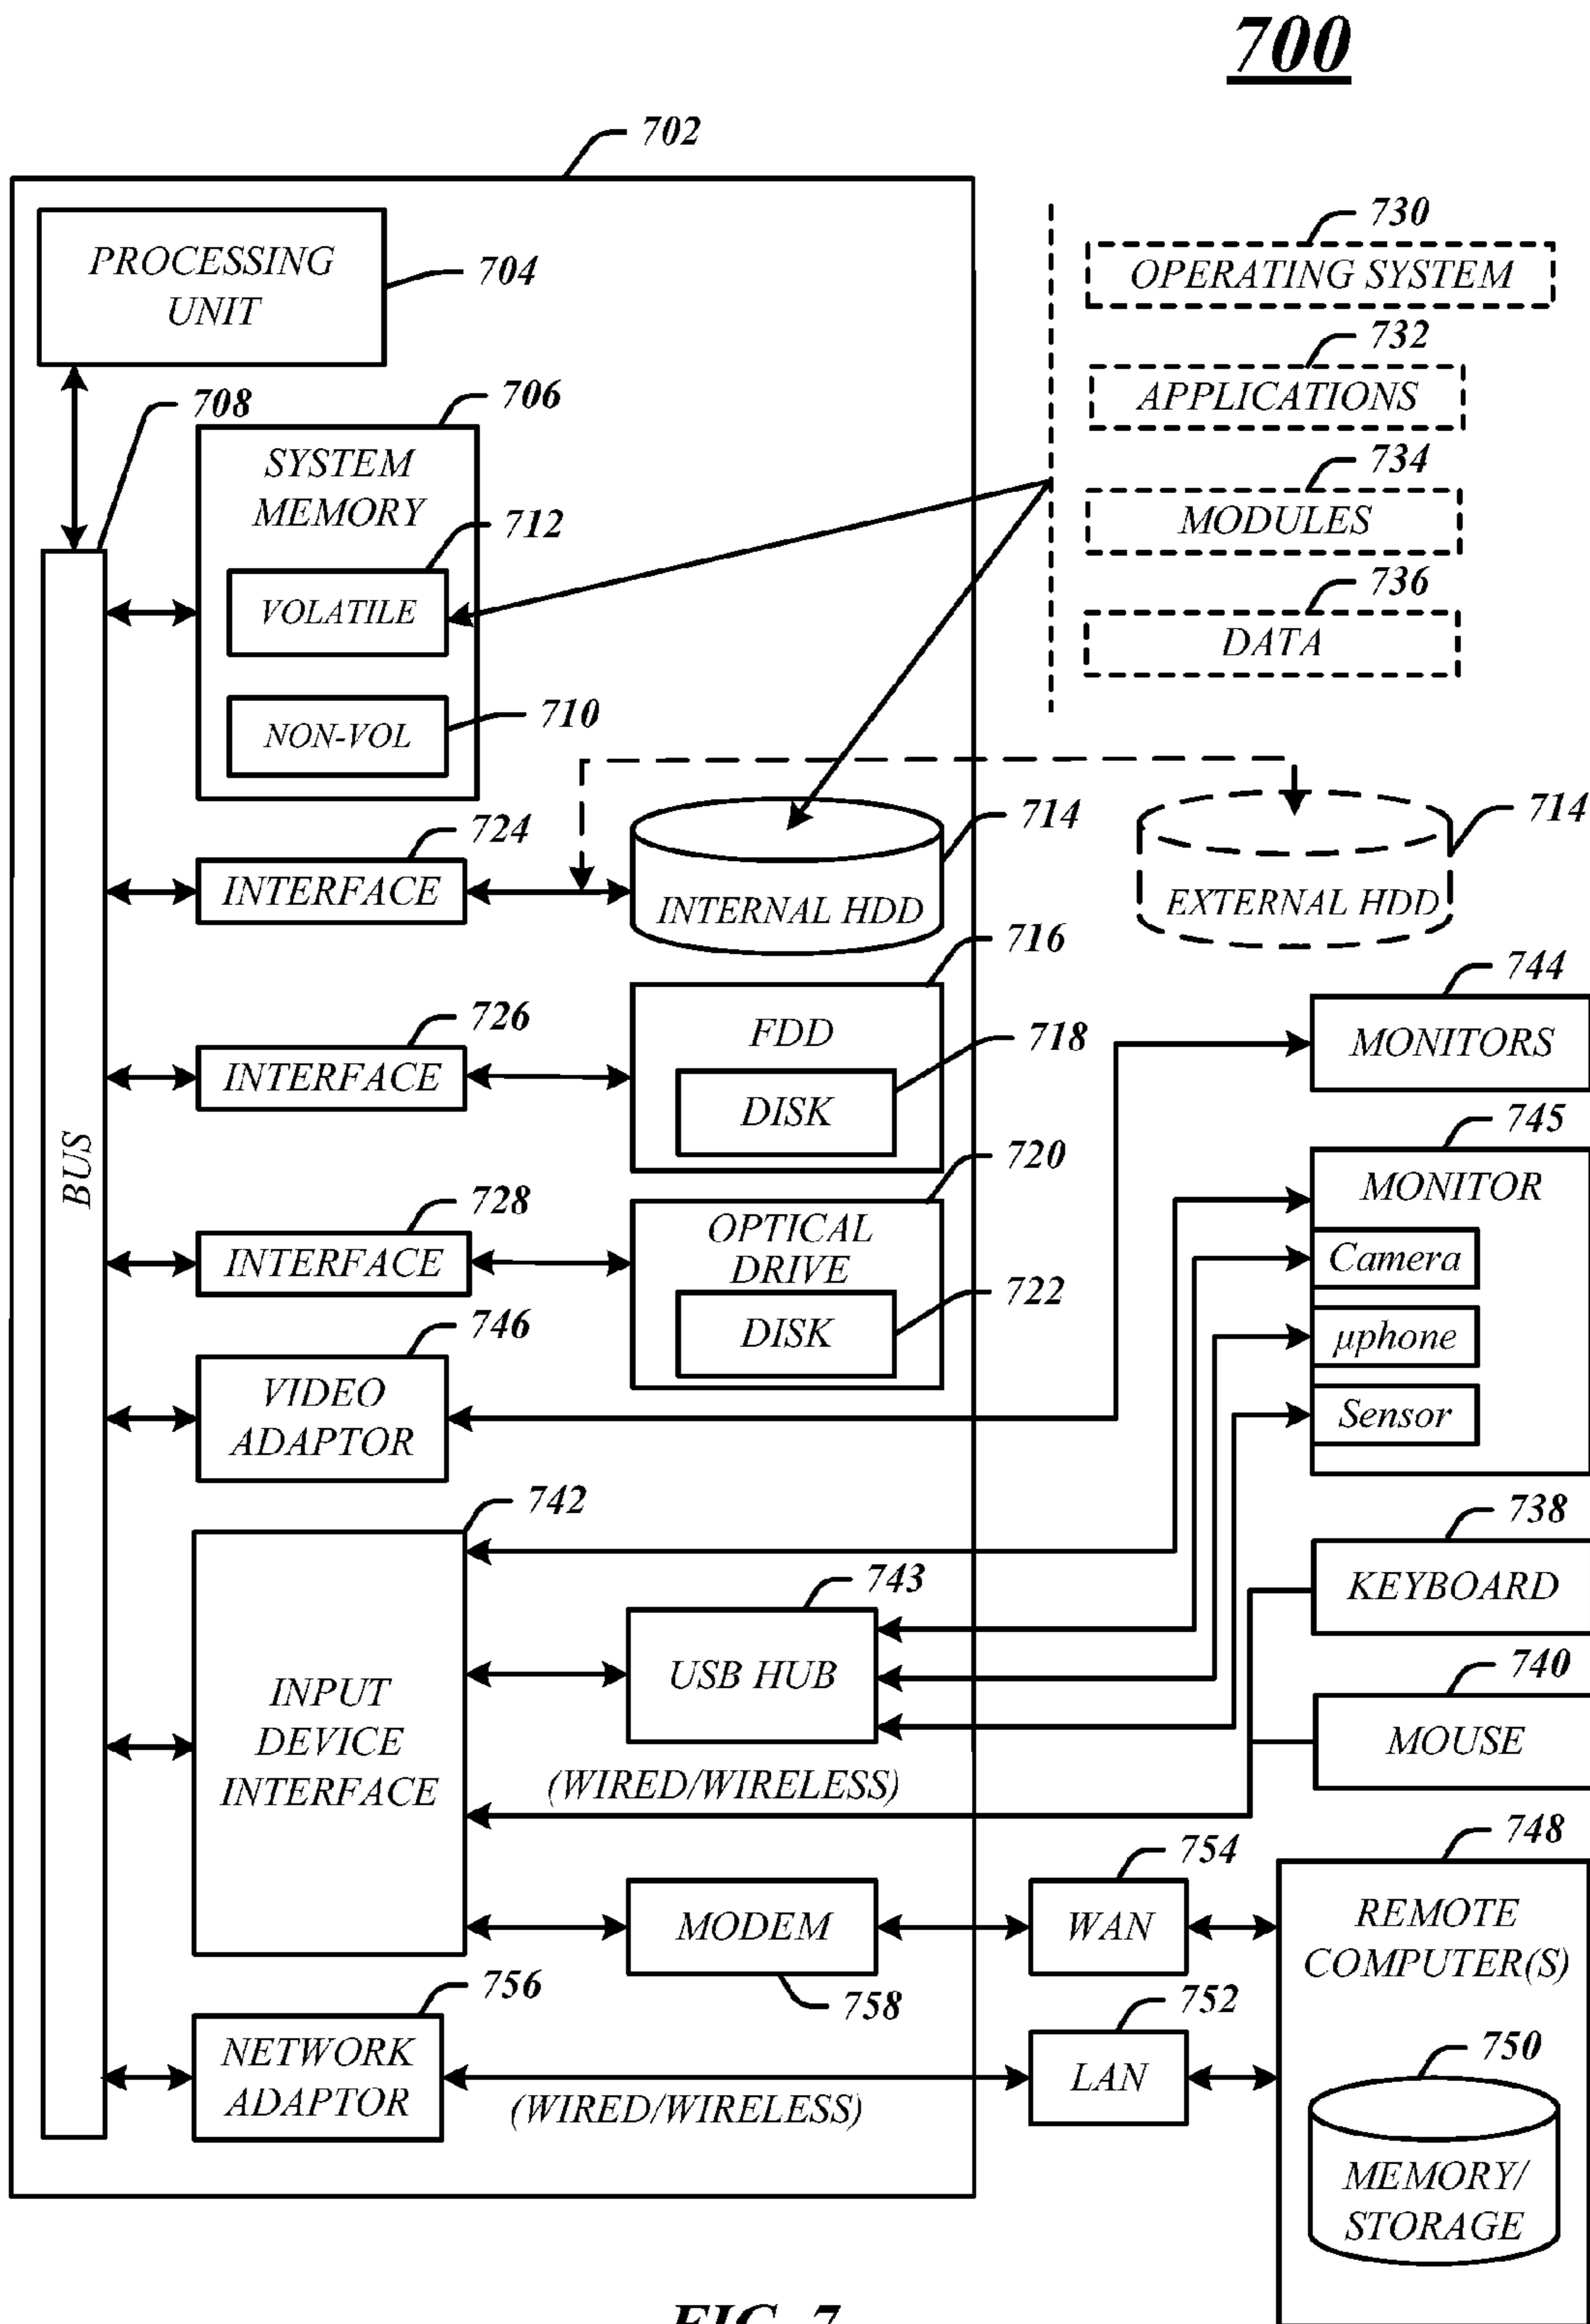 700
702
PROCESSING
UNIT
704
708
706
SYSTEM
MEMORY
712
VOLATILE
710
NON-VOL
730
OPERATING SYSTEM
732
APPLICATIONS
734
MODULES
736
DATA
BUS
724
INTERFACE
714
INTERNAL HDD
714
EXTERNAL HDD
716
FDD
718
DISK
726
INTERFACE
720
OPTICAL
DRIVE
722
DISK
728
INTERFACE
744
MONITORS
745
MONITOR
Camera
µphone
Sensor
746
VIDEO
ADAPTOR
742
INPUT
DEVICE
INTERFACE
743
USB HUB
738
KEYBOARD
740
MOUSE
(WIRED/WIRELESS)
MODEM
758
754
WAN
748
REMOTE
COMPUTER(S)
756
NETWORK
ADAPTOR
(WIRED/WIRELESS)
752
LAN
750
MEMORY/
STORAGE
FIG. 7